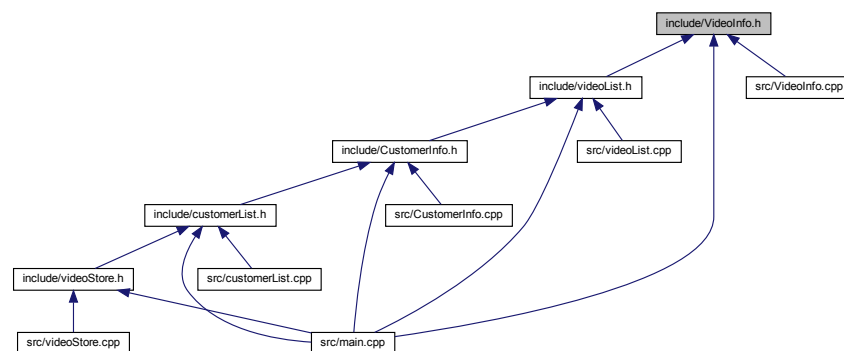 include/VideoInfo.h
include/videoList.h
src/VideoInfo.cpp
include/CustomerInfo.h
src/videoList.cpp
include/customerList.h
src/CustomerInfo.cpp
include/videoStore.h
src/customerList.cpp
src/videoStore.cpp
src/main.cpp